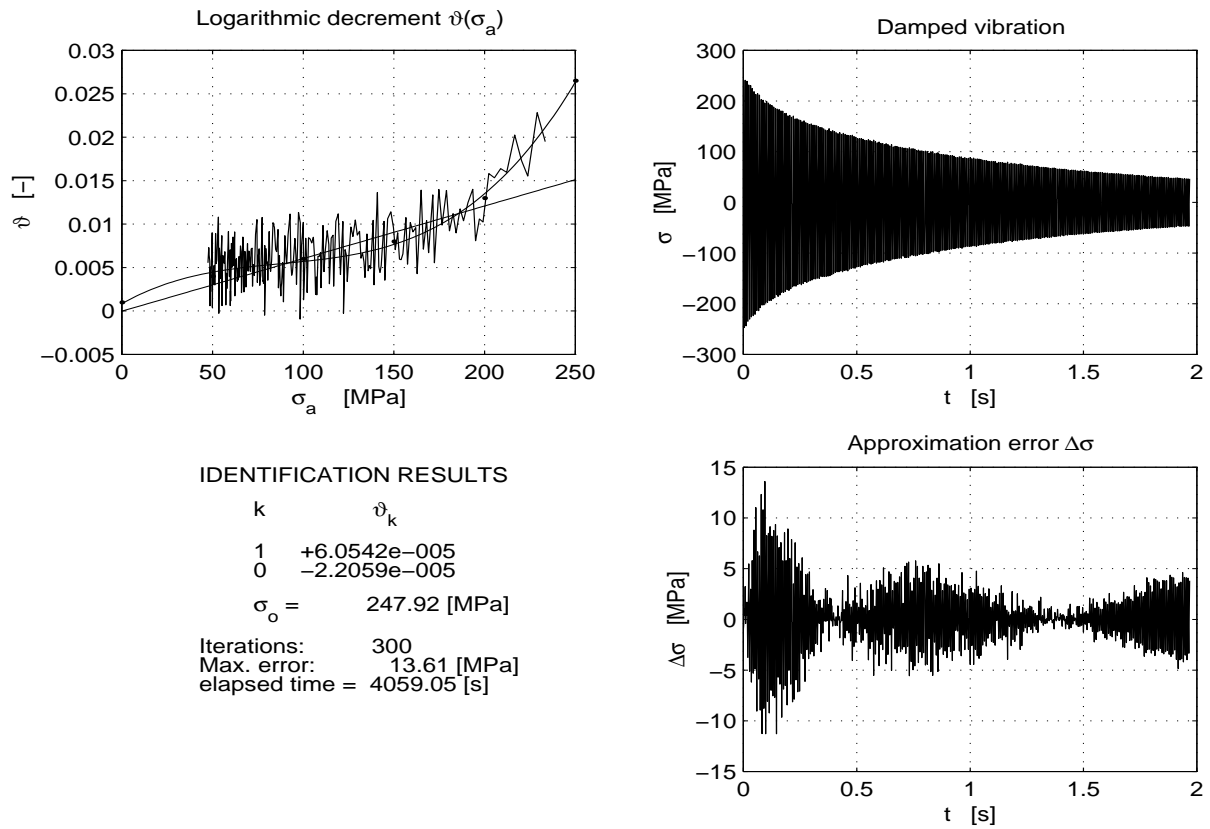 Logarithmic decrement ϑ(σ_a)
0.03
0.025
0.02
0.015
0.01
0.005
0
−0.005
ϑ [−]
0 50 100 150 200 250
σ_a [MPa]
Damped vibration
300
200
100
0
−100
−200
−300
σ [MPa]
0 0.5 1 1.5 2
t [s]
IDENTIFICATION RESULTS
k ϑ_k
1 +6.0542e−005
0 −2.2059e−005
σ_o = 247.92 [MPa]
Iterations: 300
Max. error: 13.61 [MPa]
elapsed time = 4059.05 [s]
Approximation error Δσ
15
10
5
0
−5
−10
−15
Δσ [MPa]
0 0.5 1 1.5 2
t [s]